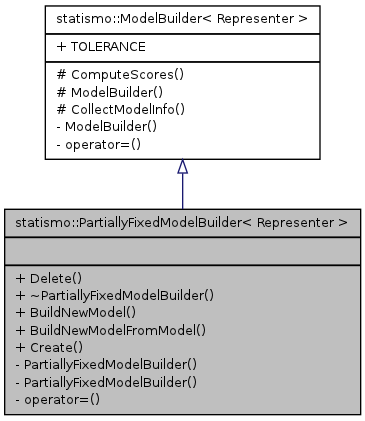 statismo::ModelBuilder< Representer >
+ TOLERANCE
# ComputeScores()
# ModelBuilder()
# CollectModelInfo()
- ModelBuilder()
- operator=()
statismo::PartiallyFixedModelBuilder< Representer >
+ Delete()
+ ~PartiallyFixedModelBuilder()
+ BuildNewModel()
+ BuildNewModelFromModel()
+ Create()
- PartiallyFixedModelBuilder()
- PartiallyFixedModelBuilder()
- operator=()